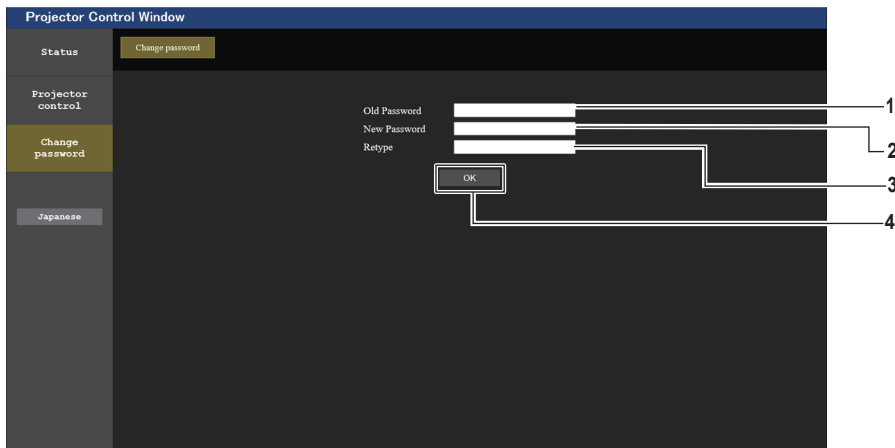 Projector Control Window
Status
Change password
Projector
control
Change
password
Japanese
Old Password
New Password
Retype
OK
1
2
3
4